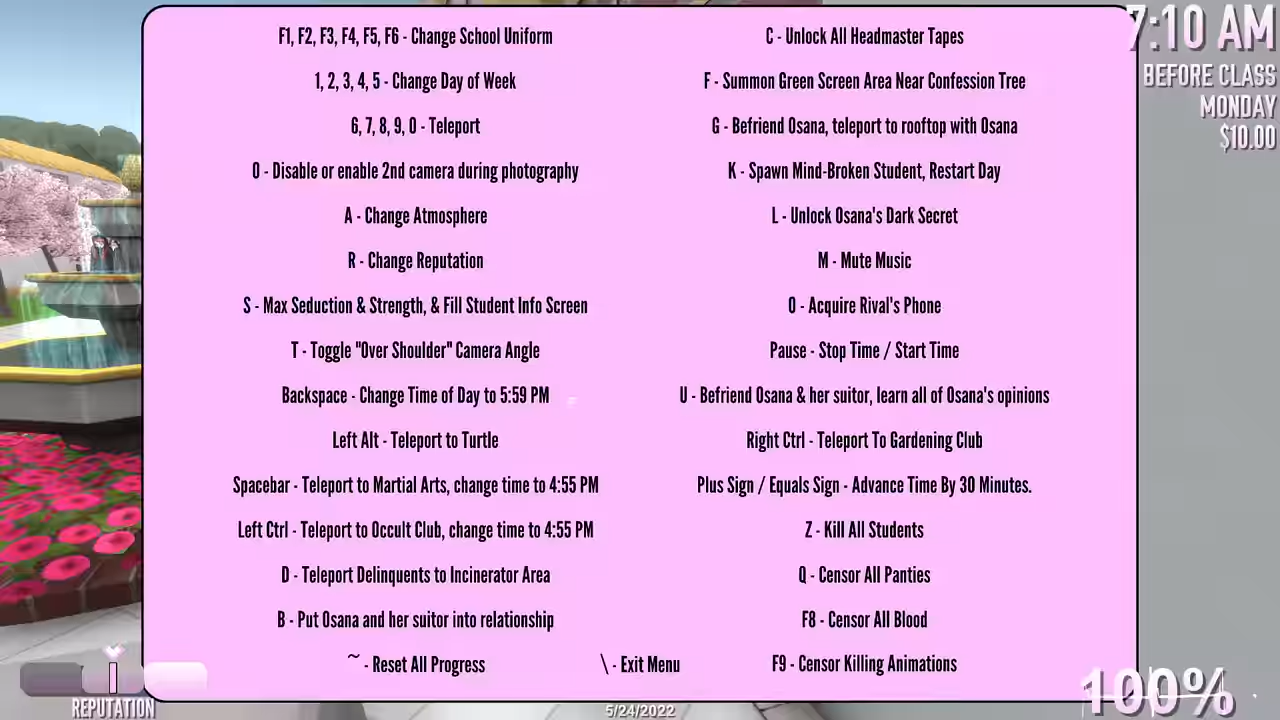 F1, F2, F3, F4, F5, F6 - Change School Uniform
1, 2, 3, 4, 5 - Change Day of Week
6, 7, 8, 9, 0 - Teleport
O - Disable or enable 2nd camera during photography
A - Change Atmosphere
R - Change Reputation
S - Max Seduction & Strength, & Fill Student Info Screen
T - Toggle "Over Shoulder" Camera Angle
Backspace - Change Time of Day to 5:59 PM
Left Alt - Teleport to Turtle
Spacebar - Teleport to Martial Arts, change time to 4:55 PM
Left Ctrl - Teleport to Occult Club, change time to 4:55 PM
D - Teleport Delinquents to Incinerator Area
B - Put Osana and her suitor into relationship
~ - Reset All Progress
\ - Exit Menu
C - Unlock All Headmaster Tapes
F - Summon Green Screen Area Near Confession Tree
G - Befriend Osana, teleport to rooftop with Osana
K - Spawn Mind-Broken Student, Restart Day
L - Unlock Osana's Dark Secret
M - Mute Music
O - Acquire Rival's Phone
Pause - Stop Time / Start Time
U - Befriend Osana & her suitor, learn all of Osana's opinions
Right Ctrl - Teleport To Gardening Club
Plus Sign / Equals Sign - Advance Time By 30 Minutes.
Z - Kill All Students
Q - Censor All Panties
F8 - Censor All Blood
F9 - Censor Killing Animations
7:10 AM
BEFORE CLASS
MONDAY
$10.00
REPUTATION
5/24/2022
100%